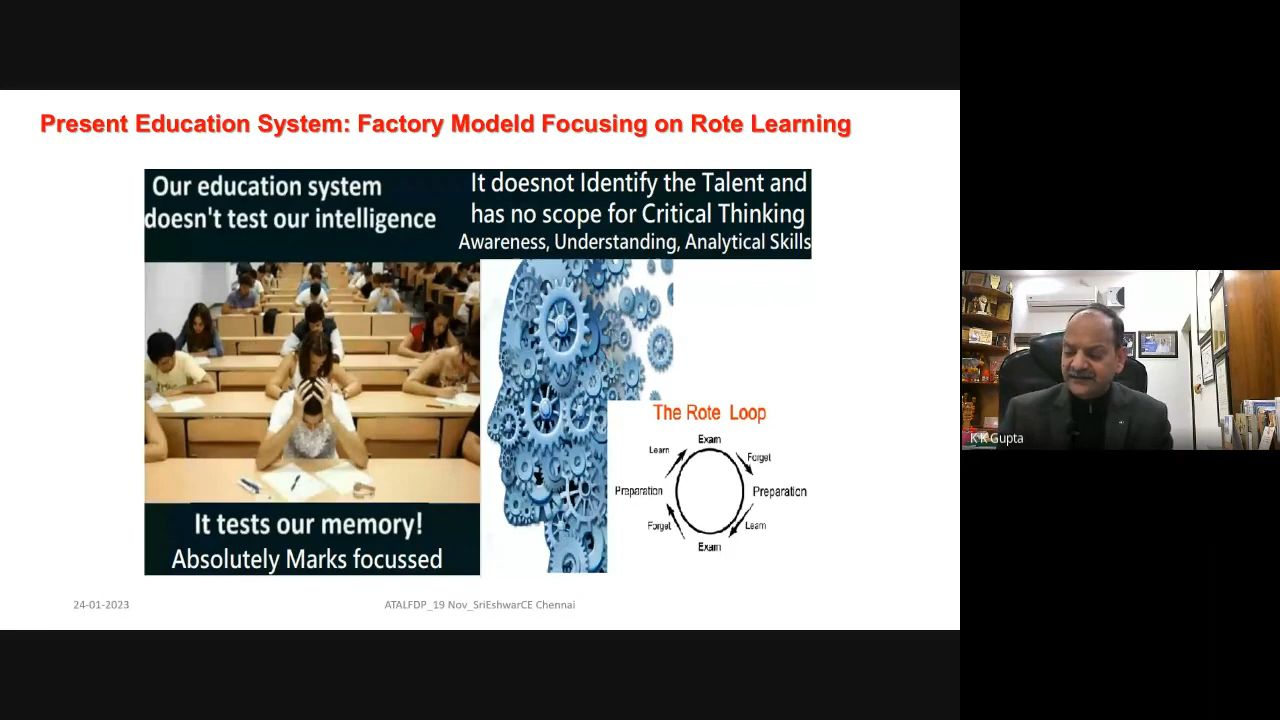 Present Education System: Factory Modeld Focusing on Rote Learning
Our education system
doesn't test our intelligence
It doesnot Identify the Talent and
has no scope for Critical Thinking
Awareness, Understanding, Analytical Skills
It tests our memory!
Absolutely Marks focussed
The Rote Loop
Exam
Learn
Forget
Preparation
Preparation
Forget
Learn
Exam
24-01-2023
ATALFDP_19 Nov_SriEshwarCE Chennai
K K Gupta